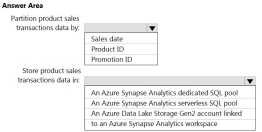 Answer Area
Partition product sales
transactions data by:
Sales date
Product ID
Promotion ID
Store product sales
transactions data in:
An Azure Synapse Analytics dedicated SQL pool
An Azure Synapse Analytics serverless SQL pool
An Azure Data Lake Storage Gen2 account linked
to an Azure Synapse Analytics workspace